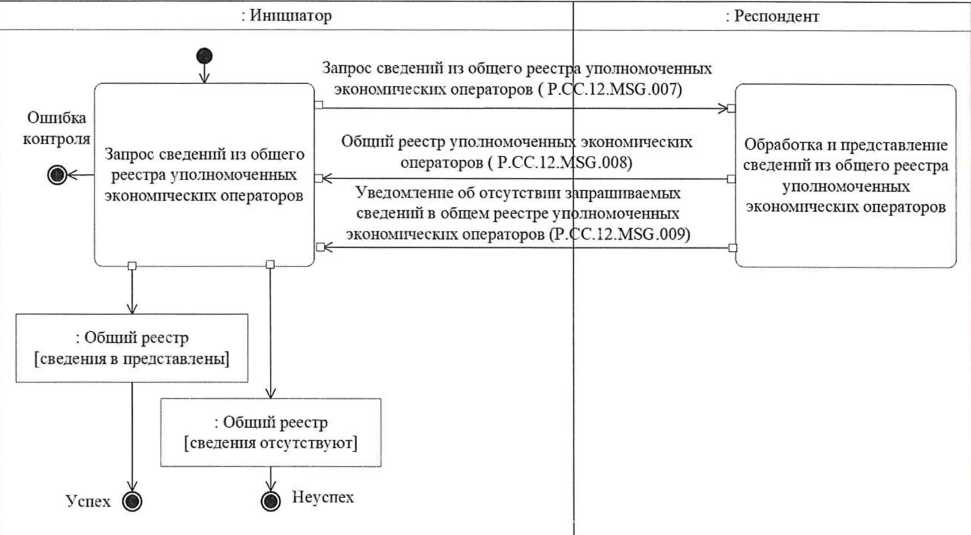 : Инициатор
: Респондент
Запрос сведений из общего реестра уполномоченных
экономических операторов ( P.CC.12.MSG.007)
Ошибка
контроля
Запрос сведений из общего
реестра уполномоченных
экономических операторов
Общий реестр уполномоченных экономических
операторов ( P.CC.12.MSG.008)
Уведомление об отсутствии запрашиваемых
сведений в общем реестре уполномоченных
экономических операторов (P.CC.12.MSG.009)
Обработка и представление
сведений из общего реестра
уполномоченных
экономических операторов
: Общий реестр
[сведения в представлены]
: Общий реестр
[сведения отсутствуют]
Успех
Неуспех